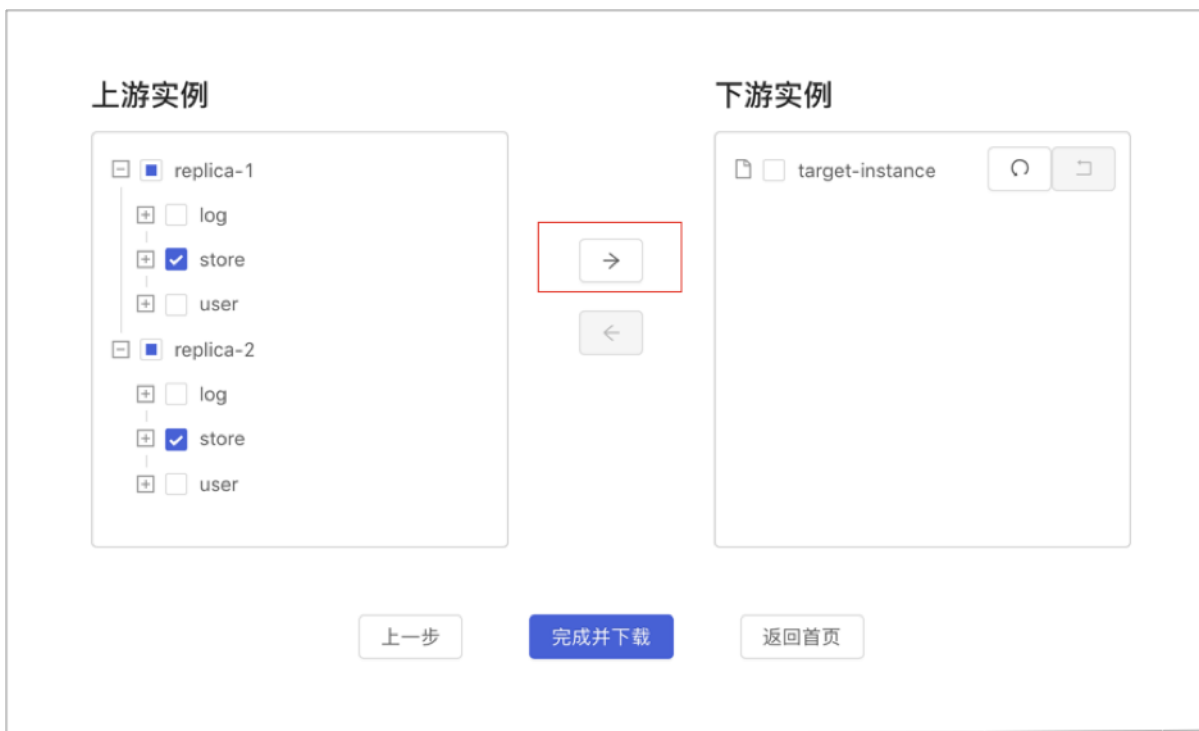 上游实例
replica-1
log
store
user
replica-2
log
store
user
下游实例
target-instance
上一步
完成并下载
返回首页